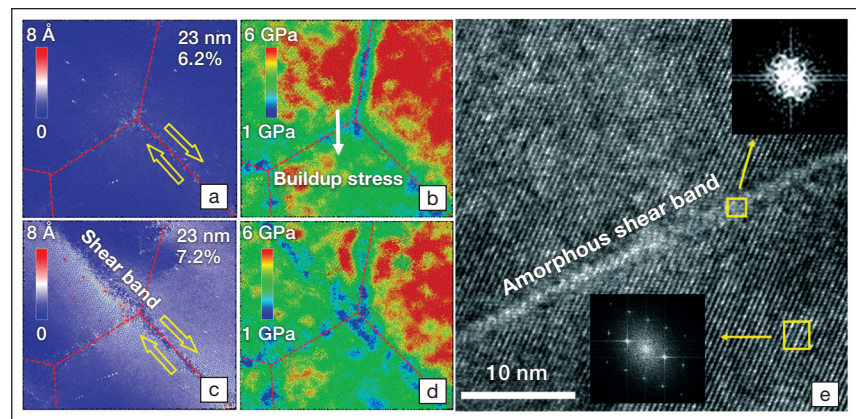 8 Å
23 nm
6.2%
0
a
6 GPa
1 GPa
Buildup stress
b
8 Å
23 nm
7.2%
Shear band
0
c
6 GPa
1 GPa
d
Amorphous shear band
10 nm
e